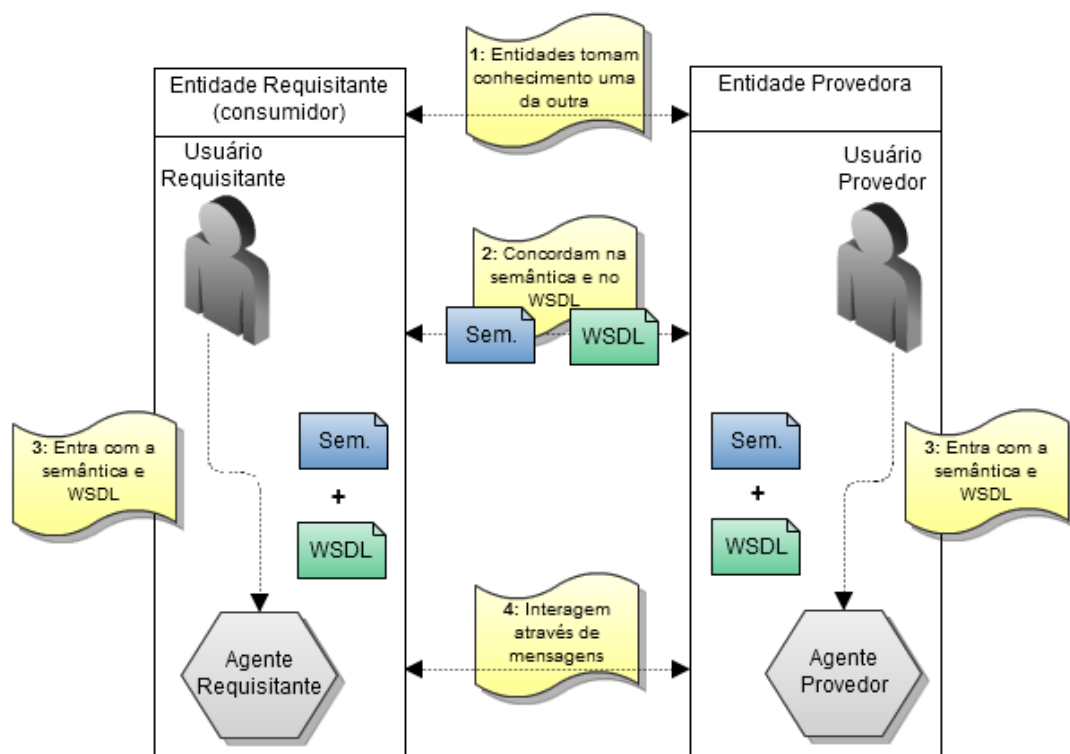 1: Entidades tomam
conhecimento uma
da outra
Entidade Requisitante
(consumidor)
Entidade Provedora
Usuário
Requisitante
Usuário
Provedor
2: Concordam na
semântica e no
WSDL
Sem.
WSDL
3: Entra com a
semântica e
WSDL
Sem.
+
WSDL
Sem.
+
WSDL
3: Entra com a
semântica e
WSDL
4: Interagem
através de
mensagens
Agente
Requisitante
Agente
Provedor